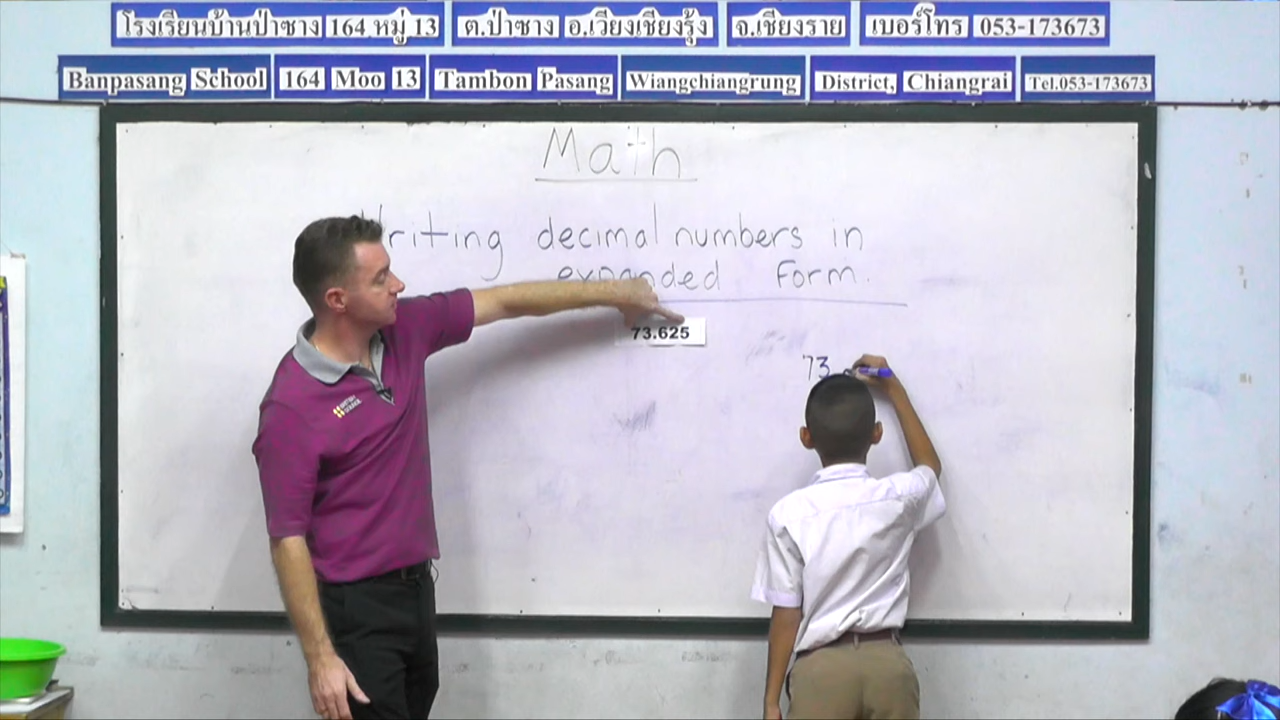 โรงเรียนบ้านป่าซาง 164 หมู่ 13 ต.ป่าซาง อ.เวียงเชียงรุ้ง จ.เชียงราย เบอร์โทร 053-173673
Banpasang School 164 Moo 13 Tambon Pasang Wiangchiangrung District, Chiangrai Tel.053-173673
Math
Writing decimal numbers in
expanded form.
73.625
73
BRITISH
COUNCIL